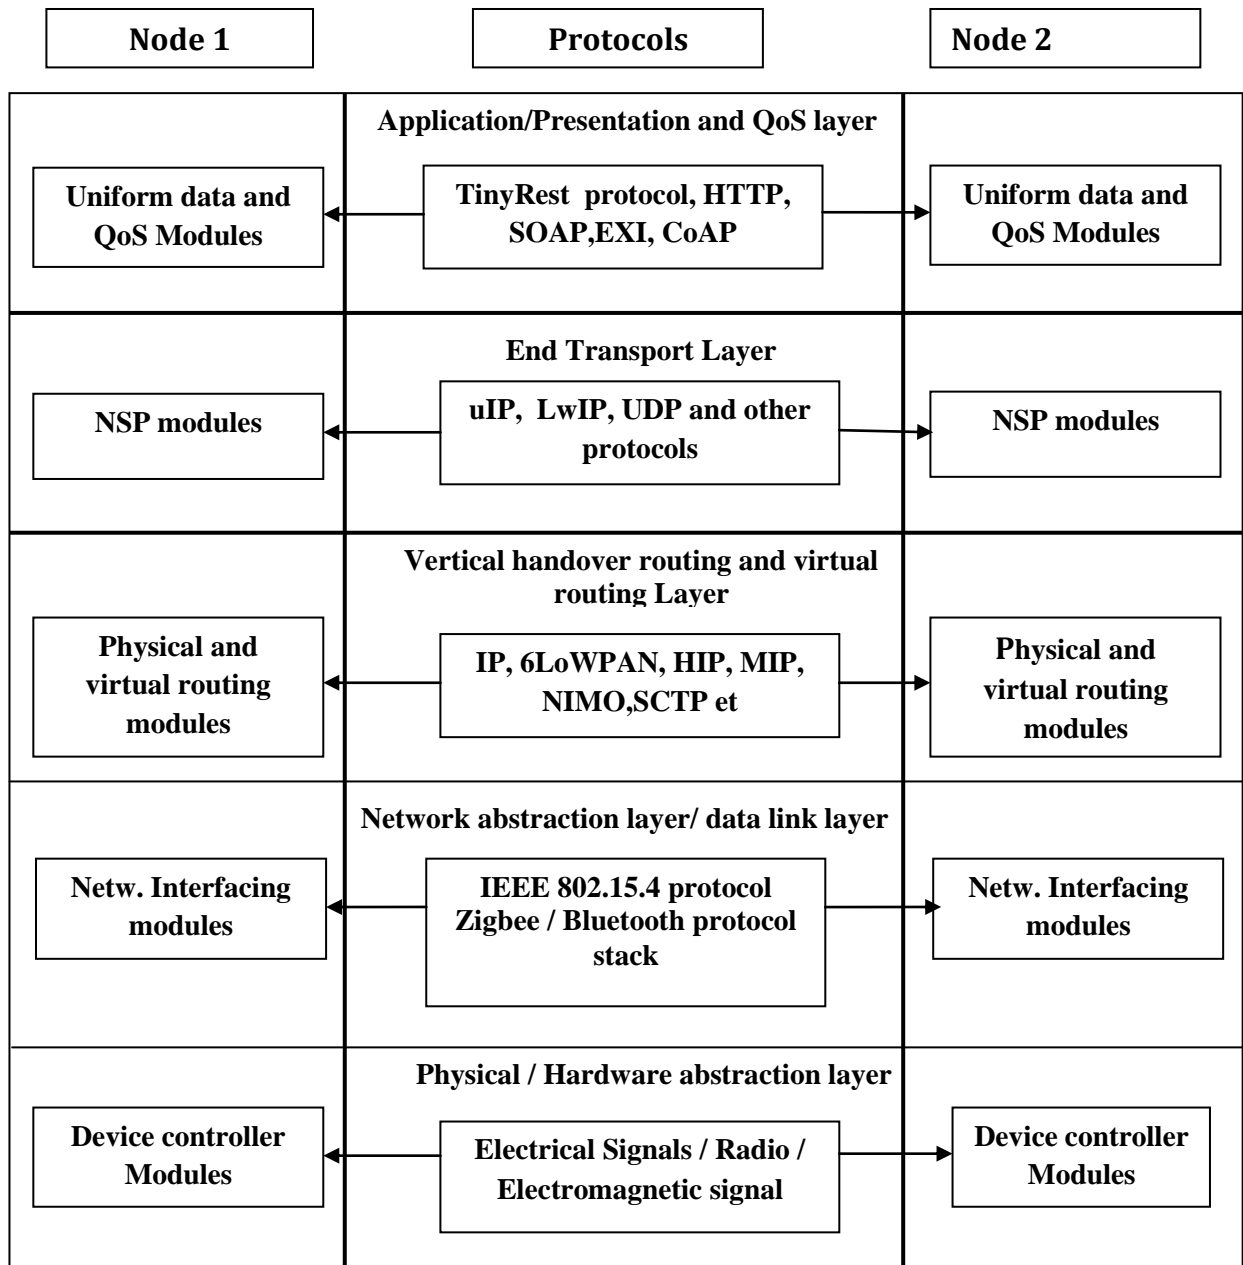 Node 1
Protocols
Node 2
Application/Presentation and QoS layer
Uniform data and
QoS Modules
TinyRest protocol, HTTP,
SOAP,EXI, CoAP
Uniform data and
QoS Modules
End Transport Layer
NSP modules
uIP, LwIP, UDP and other
protocols
NSP modules
Vertical handover routing and virtual
routing Layer
Physical and
virtual routing
modules
IP, 6LoWPAN, HIP, MIP,
NIMO,SCTP et
Physical and
virtual routing
modules
Network abstraction layer/ data link layer
Netw. Interfacing
modules
IEEE 802.15.4 protocol
Zigbee / Bluetooth protocol
stack
Netw. Interfacing
modules
Physical / Hardware abstraction layer
Device controller
Modules
Electrical Signals / Radio /
Electromagnetic signal
Device controller
Modules